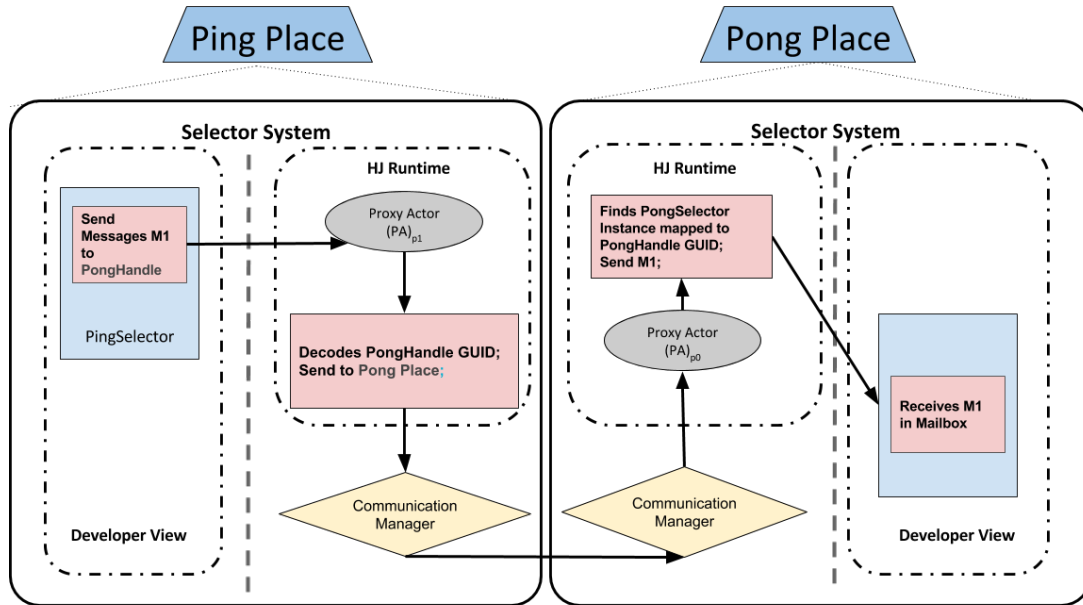 Ping Place
Pong Place
Selector System
HJ Runtime
Send
Messages M1
to
PongHandle
PingSelector
Developer View
Proxy Actor
(PA)p1
Decodes PongHandle GUID;
Send to Pong Place;
Communication
Manager
Selector System
HJ Runtime
Finds PongSelector
Instance mapped to
PongHandle GUID;
Send M1;
Proxy Actor
(PA)p0
Communication
Manager
Receives M1
in Mailbox
Developer View